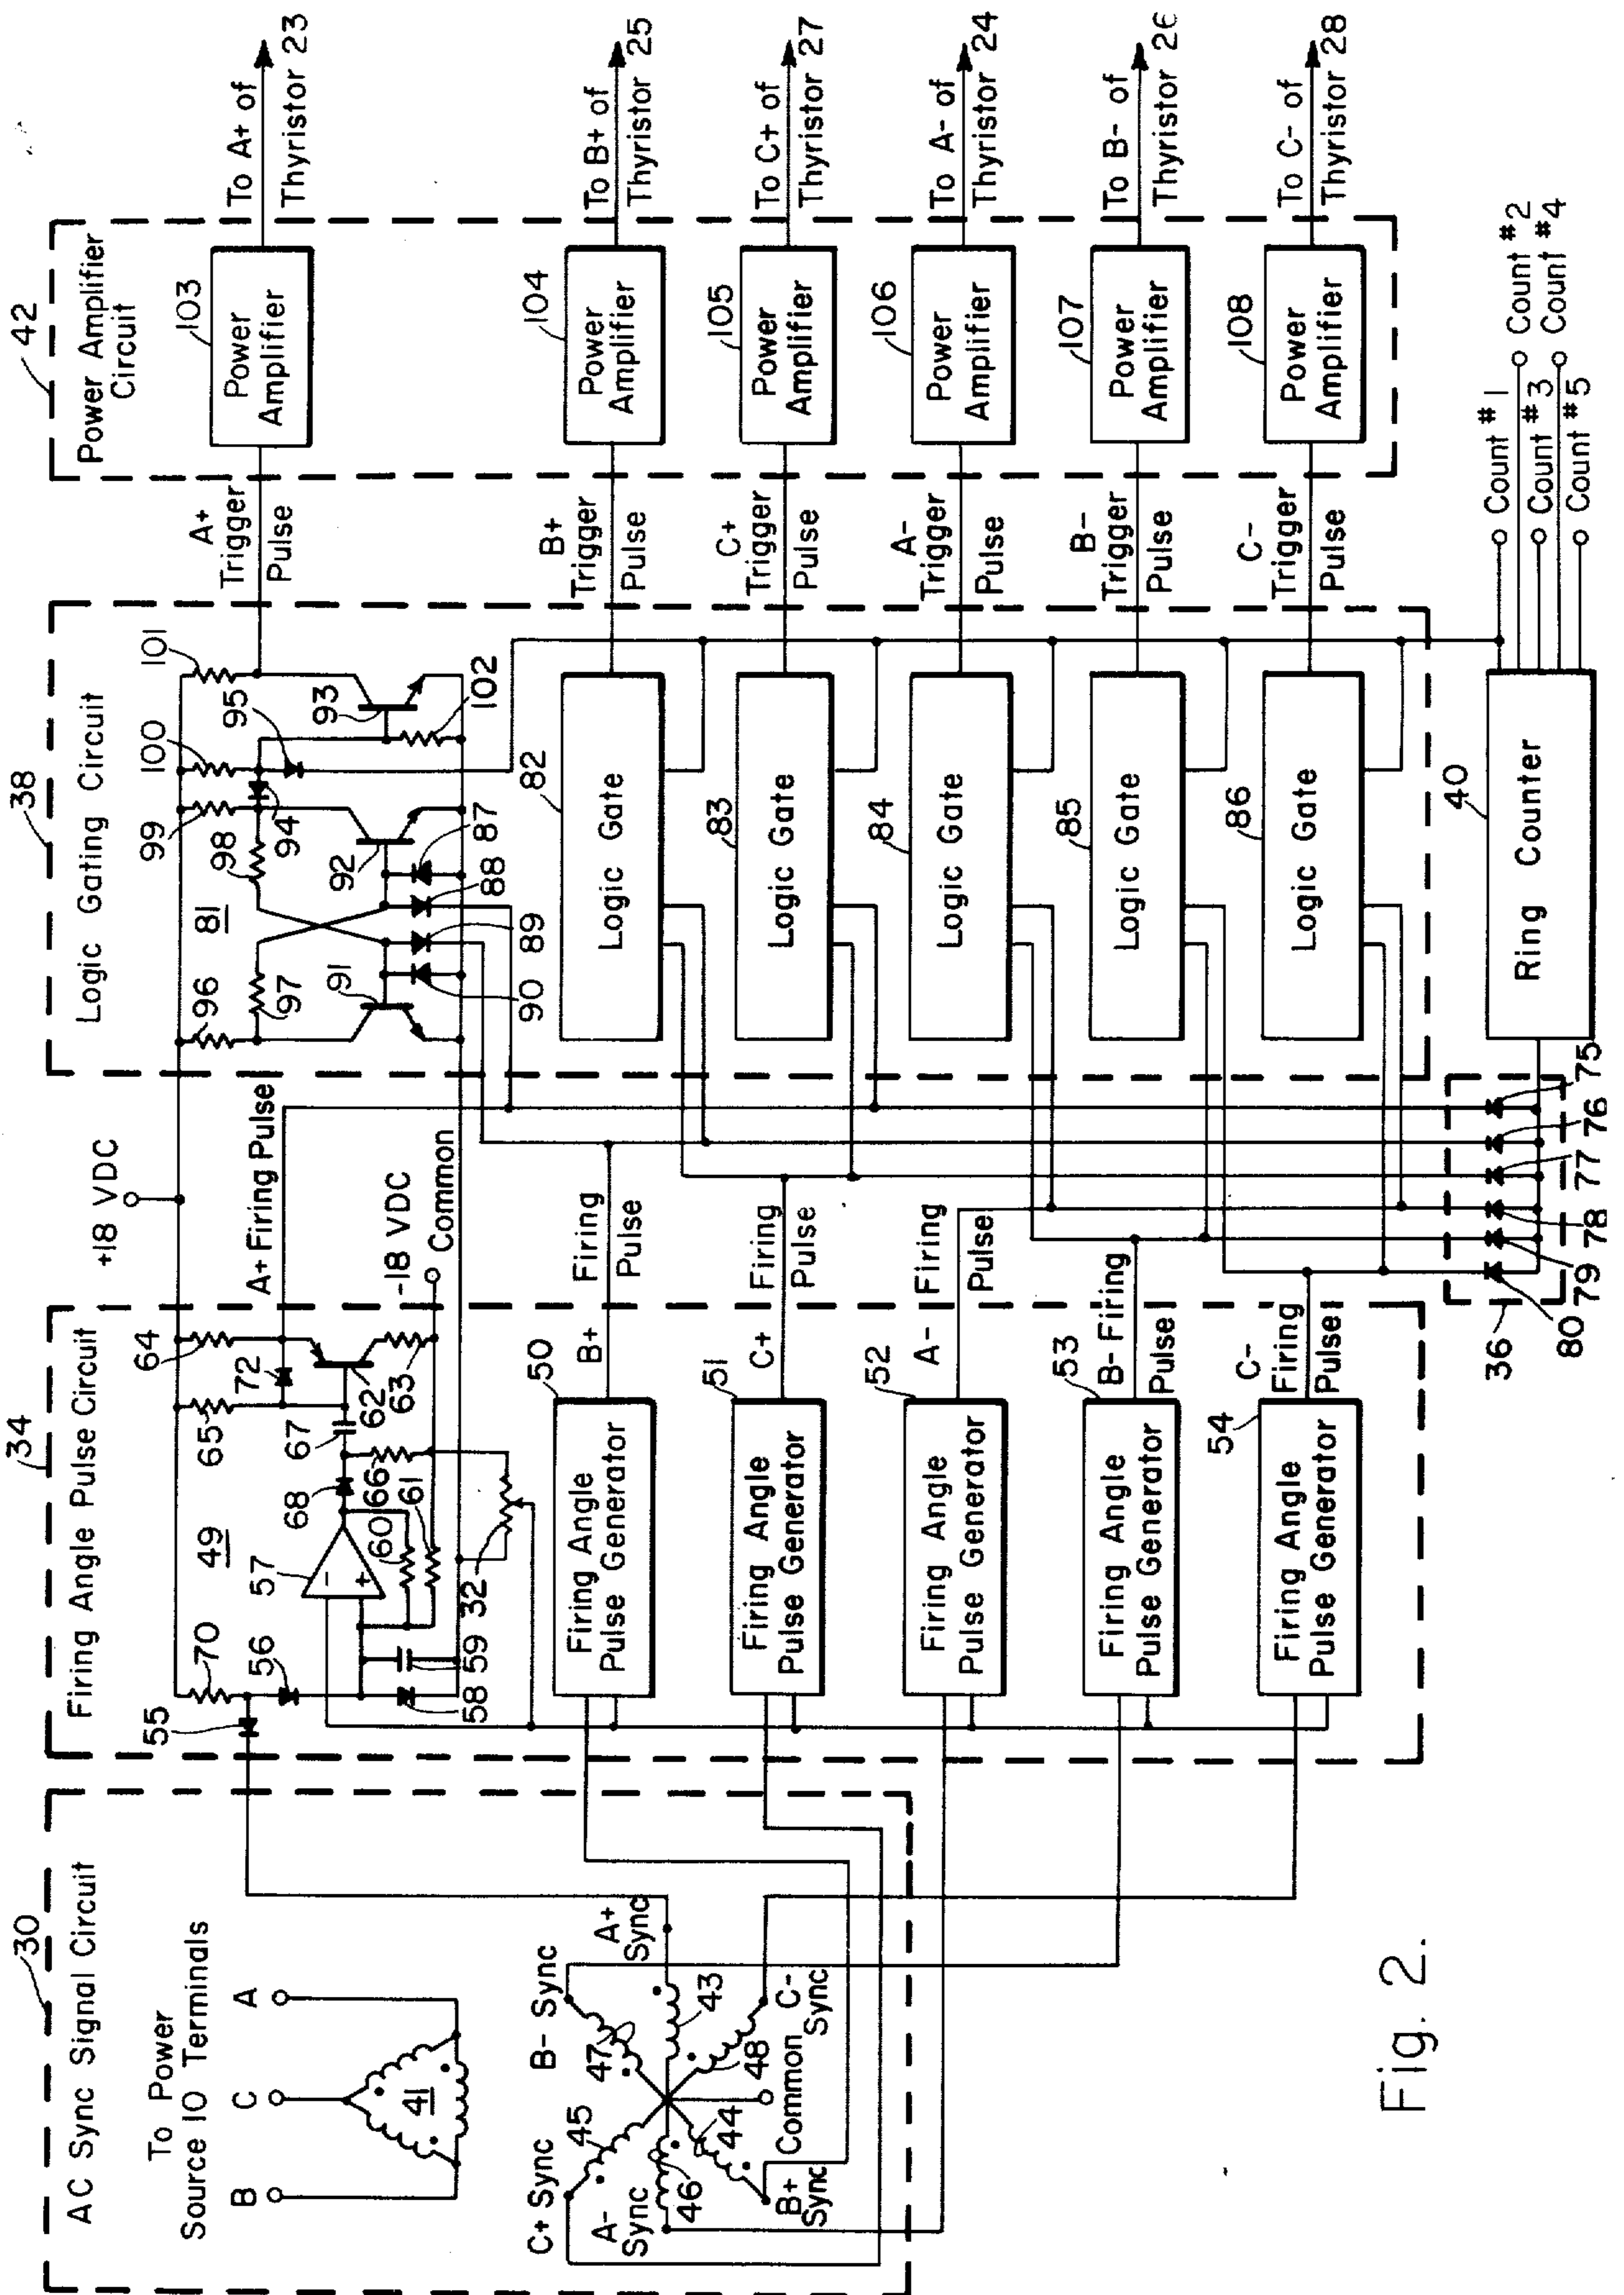 30
AC Sync Signal Circuit
To Power
Source 10 Terminals
B
C
A
41
C+ Sync
B- Sync
A-
Sync
A+
Sync
45
47
43
46
44
48
B+
Sync
Common
C-
Sync
34
Firing Angle Pulse Circuit
55
70
56
49
57
-
+
58
59
60
61
66
68
67
65
72
64
62
63
32
+18 VDC
A+ Firing Pulse
-18 VDC
Common
50
Firing Angle
Pulse Generator
B+
Firing
Pulse
51
Firing Angle
Pulse Generator
C+
Firing
Pulse
52
Firing Angle
Pulse Generator
A-
Firing
Pulse
53
Firing Angle
Pulse Generator
B- Firing
Pulse
54
Firing Angle
Pulse Generator
C-
Firing
Pulse
38
Logic Gating Circuit
96
97
81
91
98
99
94
92
100
95
101
93
102
90
89
88
87
82
Logic Gate
83
Logic Gate
84
Logic Gate
85
Logic Gate
86
Logic Gate
A+
Trigger
Pulse
B+
Trigger
Pulse
C+
Trigger
Pulse
A-
Trigger
Pulse
B-
Trigger
Pulse
C-
Trigger
Pulse
42
Power Amplifier
Circuit
103
Power
Amplifier
104
Power
Amplifier
105
Power
Amplifier
106
Power
Amplifier
107
Power
Amplifier
108
Power
Amplifier
To A+ of
Thyristor 23
To B+ of
Thyristor 25
To C+ of
Thyristor 27
To A- of
Thyristor 24
To B- of
Thyristor 26
To C- of
Thyristor 28
36
80
79
78
77
76
75
40
Ring Counter
Count #1
Count #2
Count #3
Count #4
Count #5
Fig. 2.